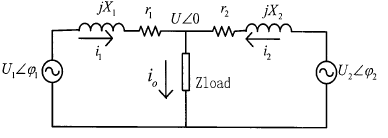 jX₁
r₁
U∠0
r₂
jX₂
i₁
i₂
U₁∠φ₁
iₒ
Zload
U₂∠φ₂